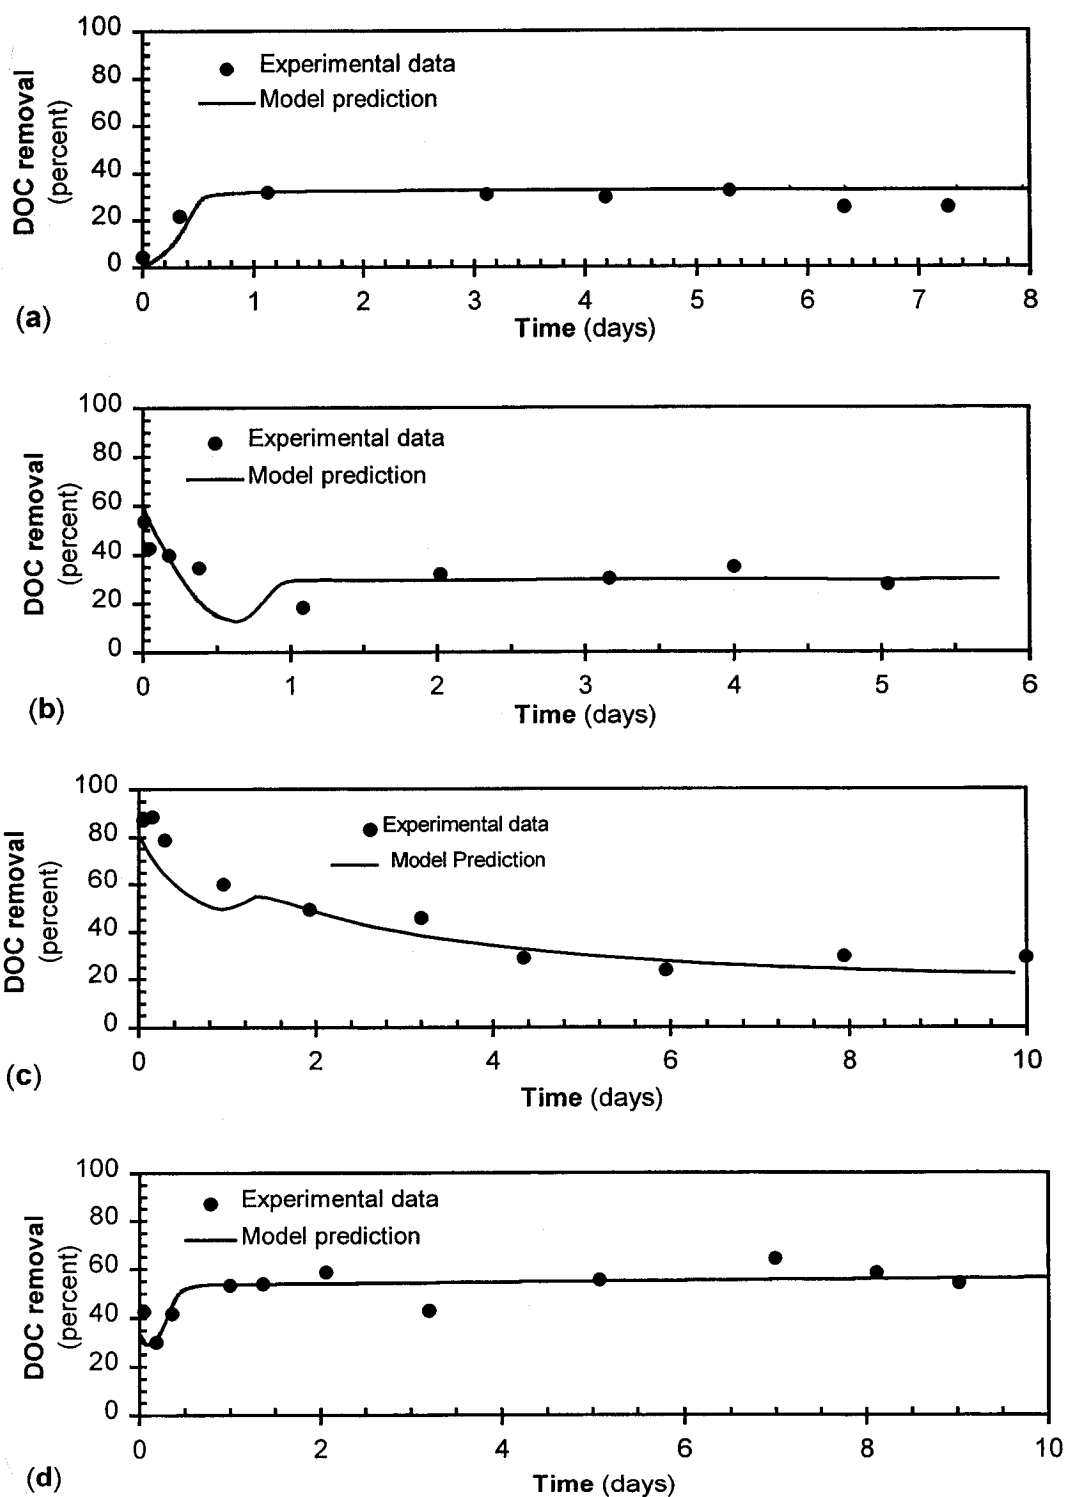 100
80
60
40
20
0
DOC removal
(percent)
Experimental data
Model prediction
0 1 2 3 4 5 6 7 8
Time (days)
(a)
100
80
60
40
20
0
DOC removal
(percent)
Experimental data
Model prediction
0 1 2 3 4 5 6
Time (days)
(b)
100
80
60
40
20
0
DOC removal
(percent)
Experimental data
Model Prediction
0 2 4 6 8 10
Time (days)
(c)
100
80
60
40
20
0
DOC removal
(percent)
Experimental data
Model prediction
0 2 4 6 8 10
Time (days)
(d)